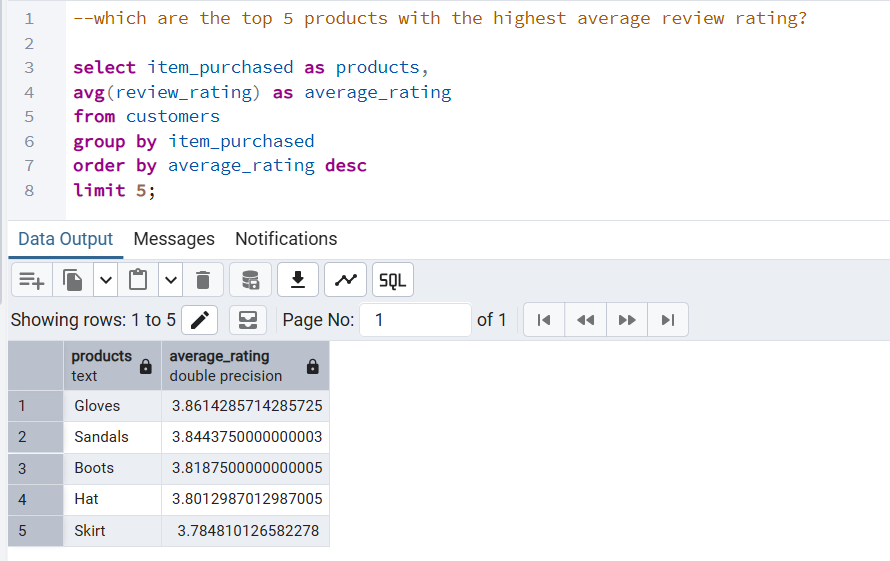 1 --which are the top 5 products with the highest average review rating?
2
3 select item_purchased as products,
4 avg(review_rating) as average_rating
5 from customers
6 group by item_purchased
7 order by average_rating desc
8 limit 5;
Data Output Messages Notifications
SQL
Showing rows: 1 to 5 Page No: 1 of 1
products average_rating
text double precision
1 Gloves 3.8614285714285725
2 Sandals 3.8443750000000003
3 Boots 3.8187500000000005
4 Hat 3.8012987012987005
5 Skirt 3.784810126582278